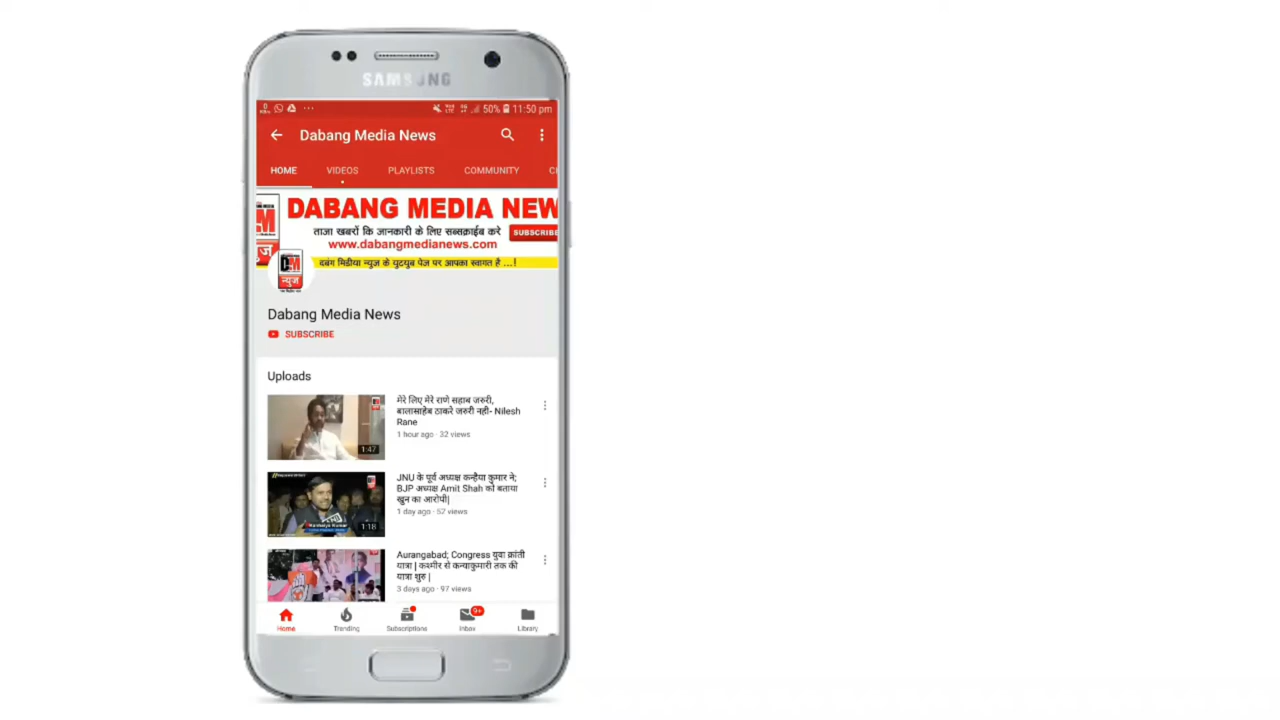 SAMSUNG
50% 11:50 pm
Dabang Media News
HOME VIDEOS PLAYLISTS COMMUNITY
DABANG MEDIA NEW
ताजा खबरों कि जानकारी के लिए सब्सक्राईब करे
SUBSCRIBE
www.dabangmedianews.com
दबंग मिडीया न्यूज के युटयुब पेज पर आपका स्वागत है ...!
DM
न्यूज
Dabang Media News
SUBSCRIBE
Uploads
मेरे लिए मेरे राणे सहाब जरुरी,
बालासाहेब ठाकरे जरुरी नही- Nilesh
Rane
1 hour ago · 32 views
1:47
JNU के पूर्व अध्यक्ष कन्हैया कुमार ने;
BJP अध्यक्ष Amit Shah को बताया
खुन का आरोपी|
1 day ago · 57 views
Kanhaiya Kumar
1:18
Aurangabad; Congress युवा क्रांती
यात्रा | कश्मीर से कन्याकुमारी तक की
यात्रा शुरु |
3 days ago · 97 views
9+
Home Trending Subscriptions Inbox Library